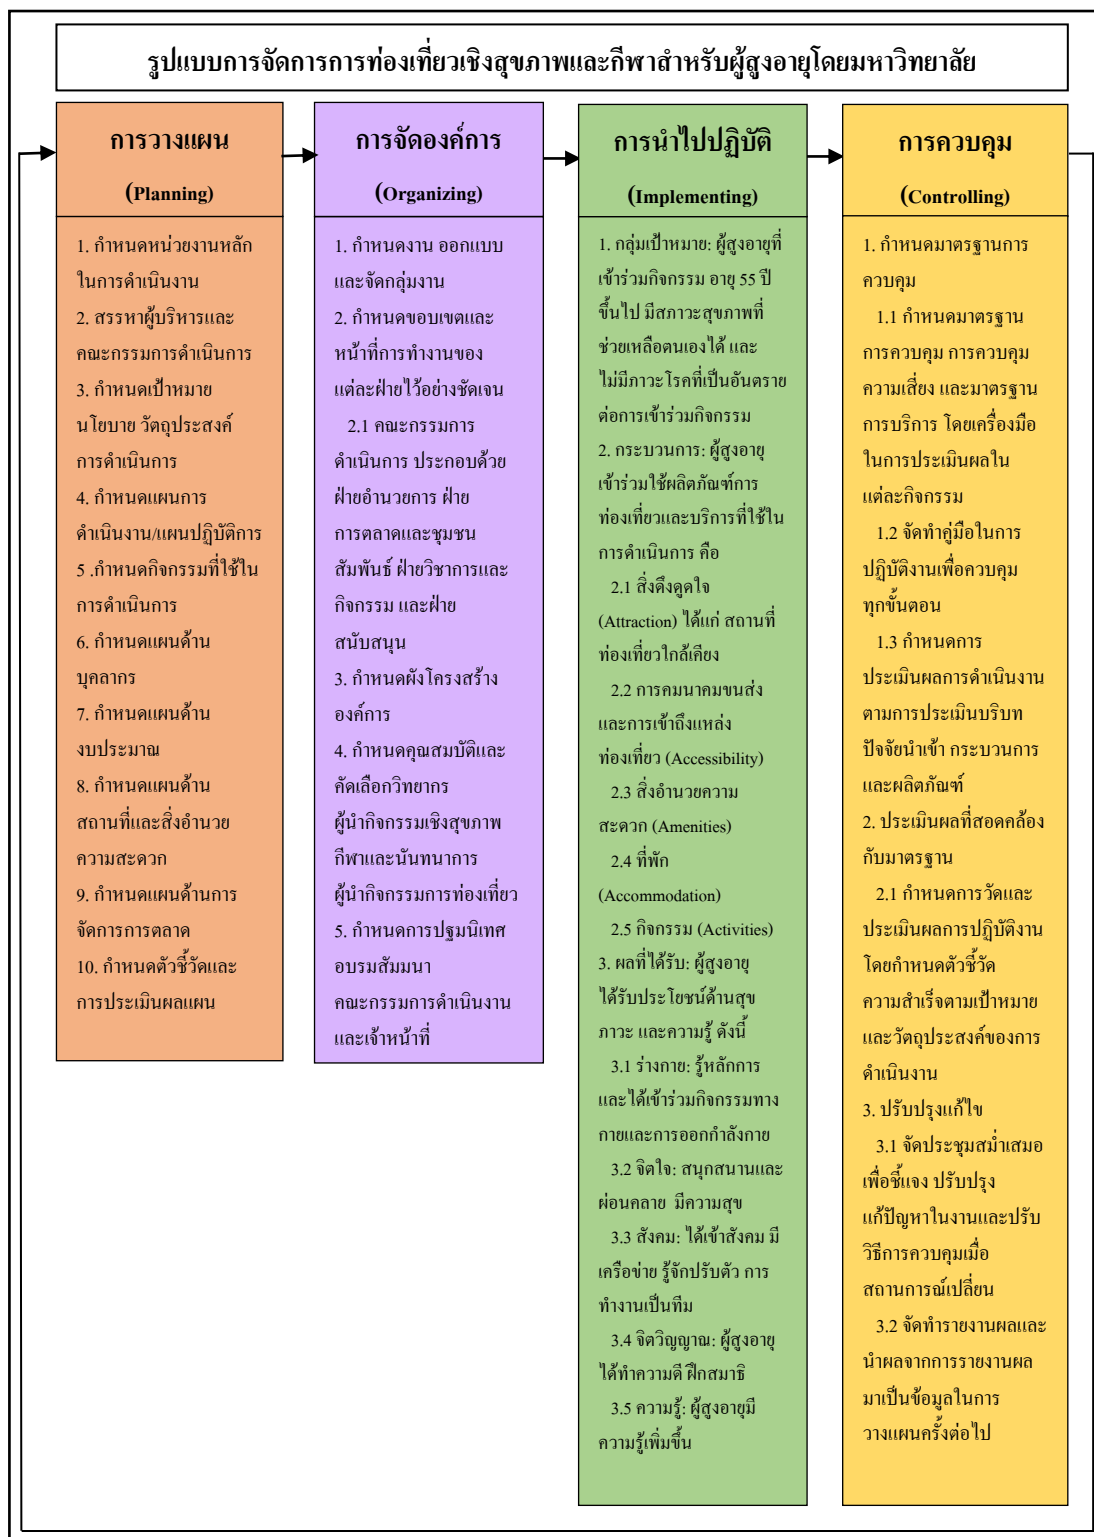 รูปแบบการจัดการการท่องเที่ยวเชิงสุขภาพและกีฬาสำหรับผู้สูงอายุโดยมหาวิทยาลัย
การวางแผน
(Planning)
1. กำหนดหน่วยงานหลัก
ในการดำเนินงาน
2. สรรหาผู้บริหารและ
คณะกรรมการดำเนินการ
3. กำหนดเป้าหมาย
นโยบาย วัตถุประสงค์
การดำเนินการ
4. กำหนดแผนการ
ดำเนินงาน/แผนปฏิบัติการ
5 .กำหนดกิจกรรมที่ใช้ใน
การดำเนินการ
6. กำหนดแผนด้าน
บุคลากร
7. กำหนดแผนด้าน
งบประมาณ
8. กำหนดแผนด้าน
สถานที่และสิ่งอำนวย
ความสะดวก
9. กำหนดแผนด้านการ
จัดการการตลาด
10. กำหนดตัวชี้วัดและ
การประเมินผลแผน
การจัดองค์การ
(Organizing)
1. กำหนดงาน ออกแบบ
และจัดกลุ่มงาน
2. กำหนดขอบเขตและ
หน้าที่การทำงานของ
แต่ละฝ่ายไว้อย่างชัดเจน
2.1 คณะกรรมการ
ดำเนินการ ประกอบด้วย
ฝ่ายอำนวยการ ฝ่าย
การตลาดและชุมชน
สัมพันธ์ ฝ่ายวิชาการและ
กิจกรรม และฝ่าย
สนับสนุน
3. กำหนดผังโครงสร้าง
องค์การ
4. กำหนดคุณสมบัติและ
คัดเลือกวิทยากร
ผู้นำกิจกรรมเชิงสุขภาพ
กีฬาและนันทนาการ
ผู้นำกิจกรรมการท่องเที่ยว
5. กำหนดการปฐมนิเทศ
อบรมสัมมนา
คณะกรรมการดำเนินงาน
และเจ้าหน้าที่
การนำไปปฏิบัติ
(Implementing)
1. กลุ่มเป้าหมาย: ผู้สูงอายุที่
เข้าร่วมกิจกรรม อายุ 55 ปี
ขึ้นไป มีสภาวะสุขภาพที่
ช่วยเหลือตนเองได้ และ
ไม่มีภาวะโรคที่เป็นอันตราย
ต่อการเข้าร่วมกิจกรรม
2. กระบวนการ: ผู้สูงอายุ
เข้าร่วมใช้ผลิตภัณฑ์การ
ท่องเที่ยวและบริการที่ใช้ใน
การดำเนินการ คือ
2.1 สิ่งดึงดูดใจ
(Attraction) ได้แก่ สถานที่
ท่องเที่ยวใกล้เคียง
2.2 การคมนาคมขนส่ง
และการเข้าถึงแหล่ง
ท่องเที่ยว (Accessibility)
2.3 สิ่งอำนวยความ
สะดวก (Amenities)
2.4 ที่พัก
(Accommodation)
2.5 กิจกรรม (Activities)
3. ผลที่ได้รับ: ผู้สูงอายุ
ได้รับประโยชน์ด้านสุข
ภาวะ และความรู้ ดังนี้
3.1 ร่างกาย: รู้หลักการ
และได้เข้าร่วมกิจกรรมทาง
กายและการออกกำลังกาย
3.2 จิตใจ: สนุกสนานและ
ผ่อนคลาย มีความสุข
3.3 สังคม: ได้เข้าสังคม มี
เครือข่าย รู้จักปรับตัว การ
ทำงานเป็นทีม
3.4 จิตวิญญาณ: ผู้สูงอายุ
ได้ทำความดี ฝึกสมาธิ
3.5 ความรู้: ผู้สูงอายุมี
ความรู้เพิ่มขึ้น
การควบคุม
(Controlling)
1. กำหนดมาตรฐานการ
ควบคุม
1.1 กำหนดมาตรฐาน
การควบคุม การควบคุม
ความเสี่ยง และมาตรฐาน
การบริการ โดยเครื่องมือ
ในการประเมินผลใน
แต่ละกิจกรรม
1.2 จัดทำคู่มือในการ
ปฏิบัติงานเพื่อควบคุม
ทุกขั้นตอน
1.3 กำหนดการ
ประเมินผลการดำเนินงาน
ตามการประเมินบริบท
ปัจจัยนำเข้า กระบวนการ
และผลิตภัณฑ์
2. ประเมินผลที่สอดคล้อง
กับมาตรฐาน
2.1 กำหนดการวัดและ
ประเมินผลการปฏิบัติงาน
โดยกำหนดตัวชี้วัด
ความสำเร็จตามเป้าหมาย
และวัตถุประสงค์ของการ
ดำเนินงาน
3. ปรับปรุงแก้ไข
3.1 จัดประชุมสม่ำเสมอ
เพื่อชี้แจง ปรับปรุง
แก้ปัญหาในงานและปรับ
วิธีการควบคุมเมื่อ
สถานการณ์เปลี่ยน
3.2 จัดทำรายงานผลและ
นำผลจากการรายงานผล
มาเป็นข้อมูลในการ
วางแผนครั้งต่อไป